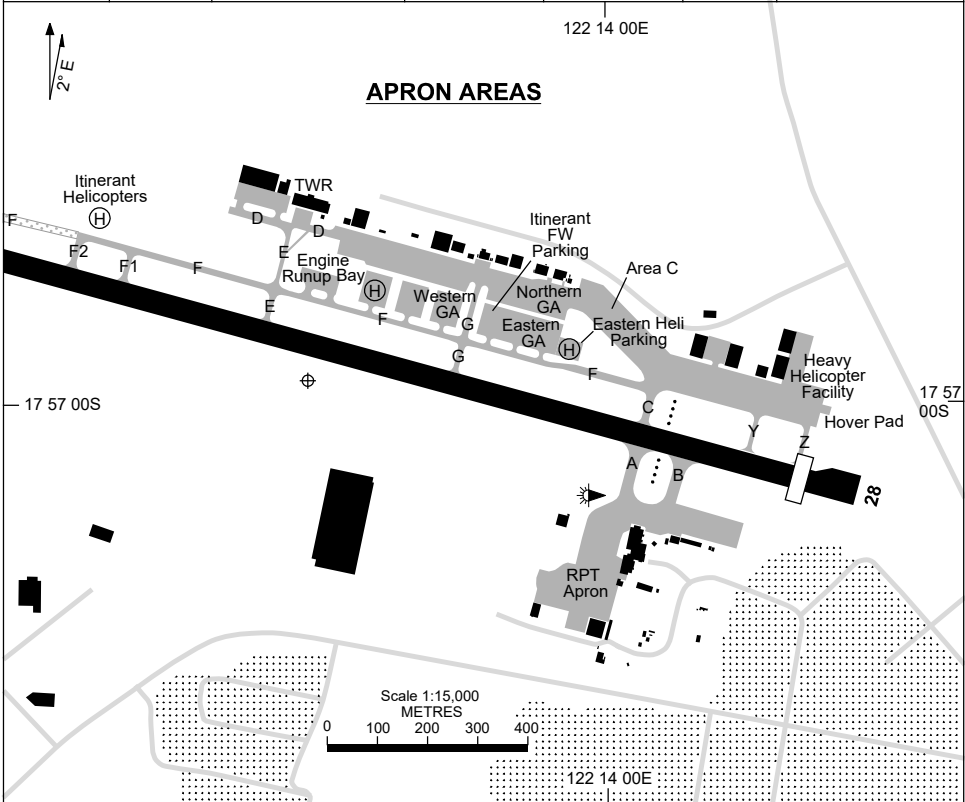 122 14 00E
2° E
APRON AREAS
Itinerant
Helicopters
H
TWR
F
D
D
Itinerant
FW
Parking
F2
F1
F
E
Engine
Runup Bay
H
Area C
Western
GA
Northern
GA
E
F
G
Eastern
GA
H
Eastern Heli
Parking
G
F
Heavy
Helicopter
Facility
17 57 00S
17 57
00S
C
Hover Pad
Y
Z
A
B
28
RPT
Apron
Scale 1:15,000
METRES
0 100 200 300 400
122 14 00E